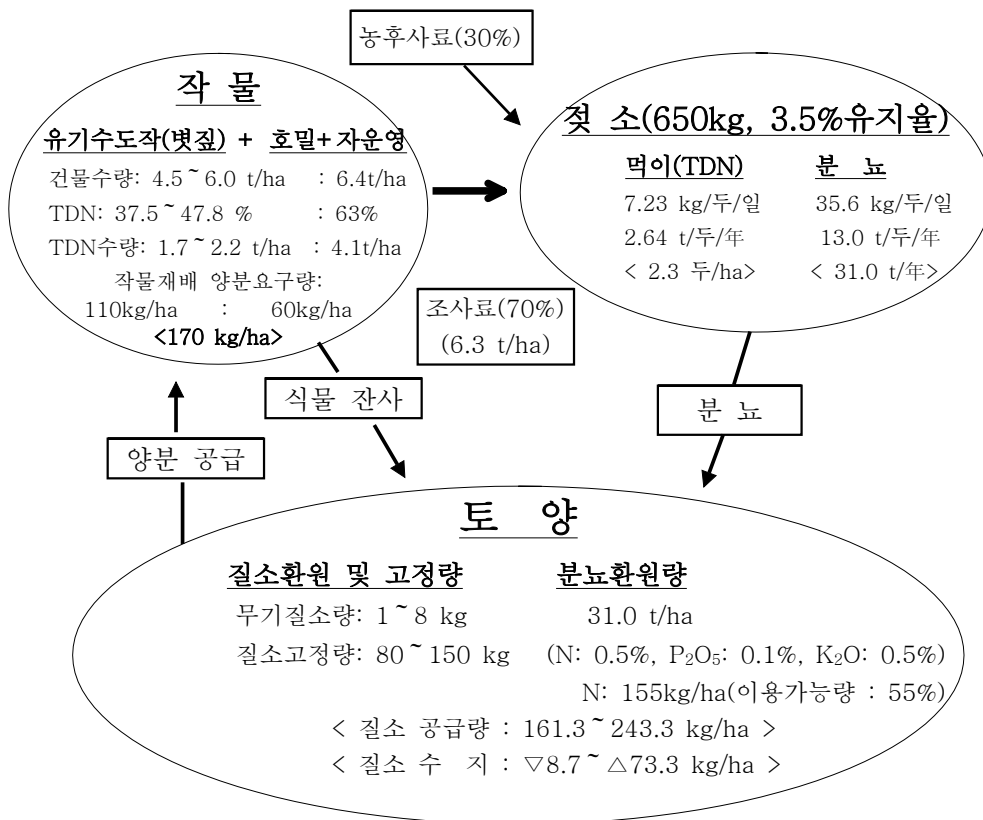 농후사료(30%)
작 물
유기수도작(볏짚) + 호밀+자운영
건물수량: 4.5~6.0 t/ha : 6.4t/ha
TDN: 37.5~47.8 % : 63%
TDN수량: 1.7~2.2 t/ha : 4.1t/ha
작물재배 양분요구량:
110kg/ha : 60kg/ha
<170 kg/ha>
젖 소(650kg, 3.5%유지율)
먹이(TDN) 분 뇨
7.23 kg/두/일 35.6 kg/두/일
2.64 t/두/年 13.0 t/두/年
< 2.3 두/ha> < 31.0 t/年>
조사료(70%)
(6.3 t/ha)
식물 잔사
분 뇨
양분 공급
토 양
질소환원 및 고정량 분뇨환원량
무기질소량: 1~8 kg 31.0 t/ha
질소고정량: 80~150 kg (N: 0.5%, P₂O₅: 0.1%, K₂O: 0.5%)
N: 155kg/ha(이용가능량 : 55%)
< 질소 공급량 : 161.3~243.3 kg/ha >
< 질소 수 지 : ▽8.7~△73.3 kg/ha >